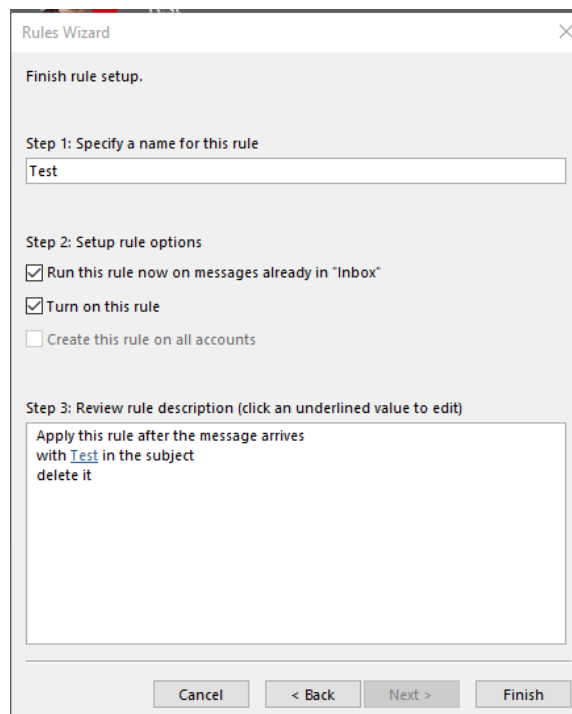 Rules Wizard
Finish rule setup.
Step 1: Specify a name for this rule
Test
Step 2: Setup rule options
Run this rule now on messages already in "Inbox"
Turn on this rule
Create this rule on all accounts
Step 3: Review rule description (click an underlined value to edit)
Apply this rule after the message arrives
with Test in the subject
delete it
Cancel < Back Next > Finish